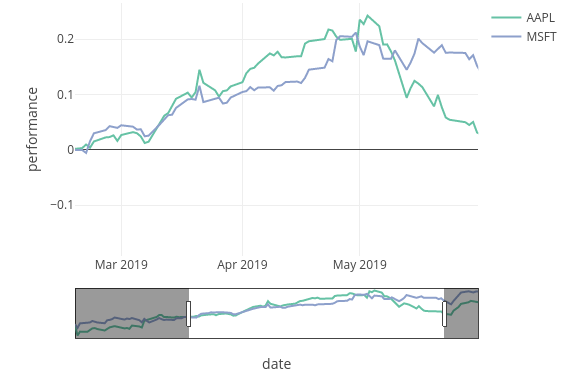 AAPL
MSFT
performance
0.2
0.1
0
−0.1
Mar 2019
Apr 2019
May 2019
date